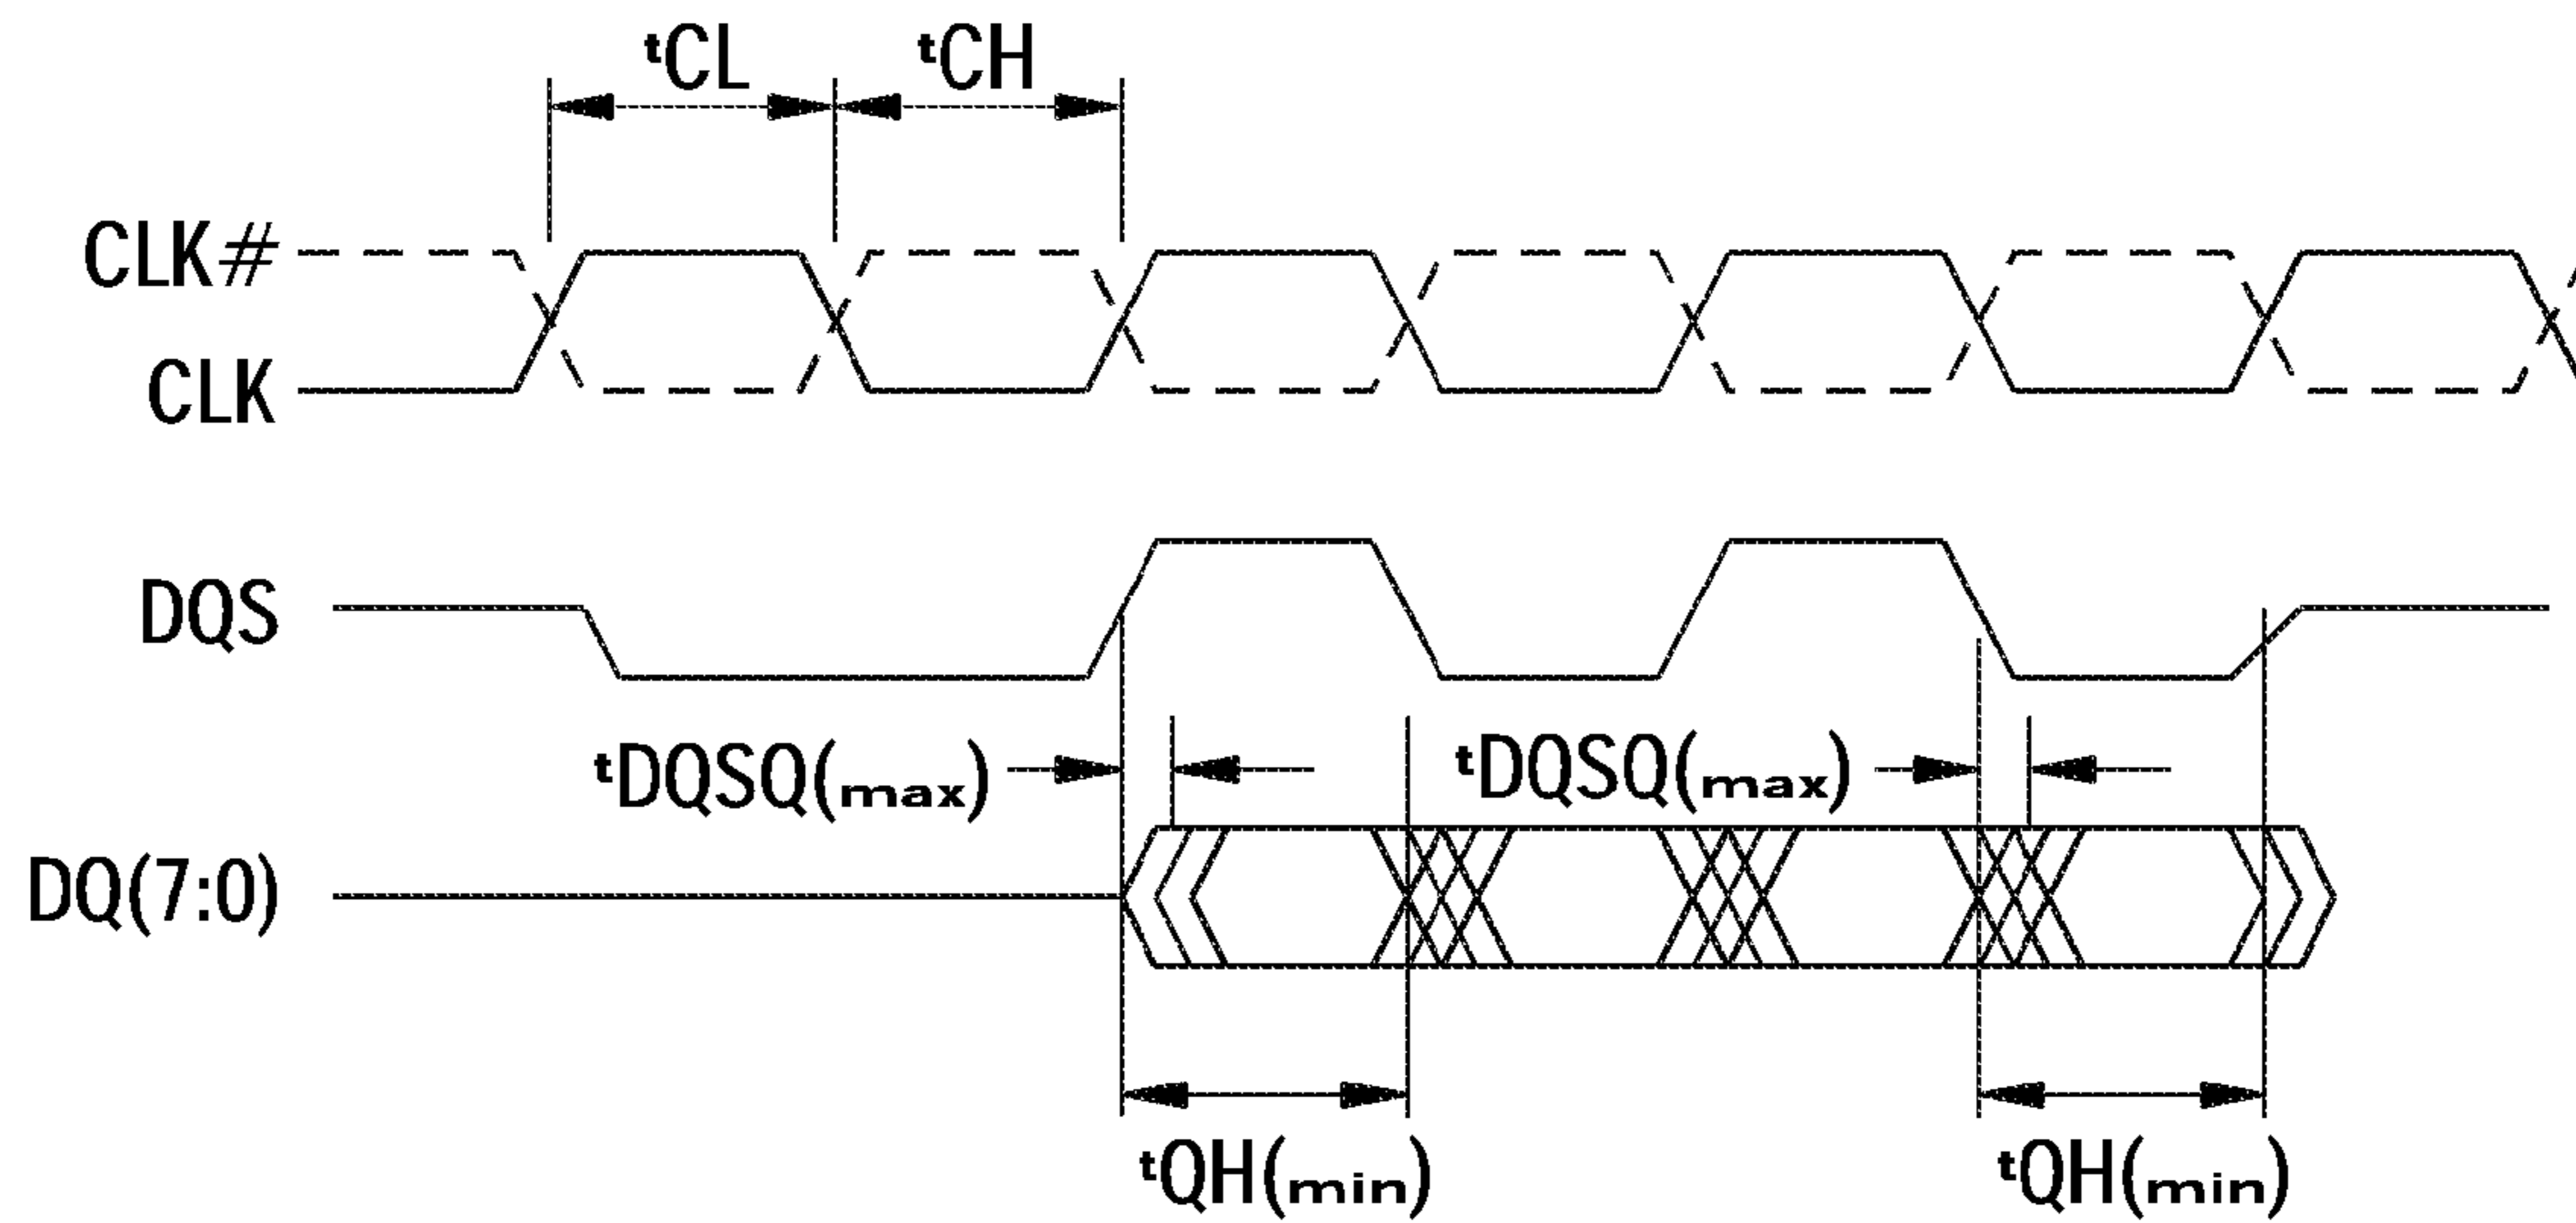 tCL tCH
CLK#
CLK
DQS
tDQSQ(max) tDQSQ(max)
DQ(7:0)
tQH(min) tQH(min)